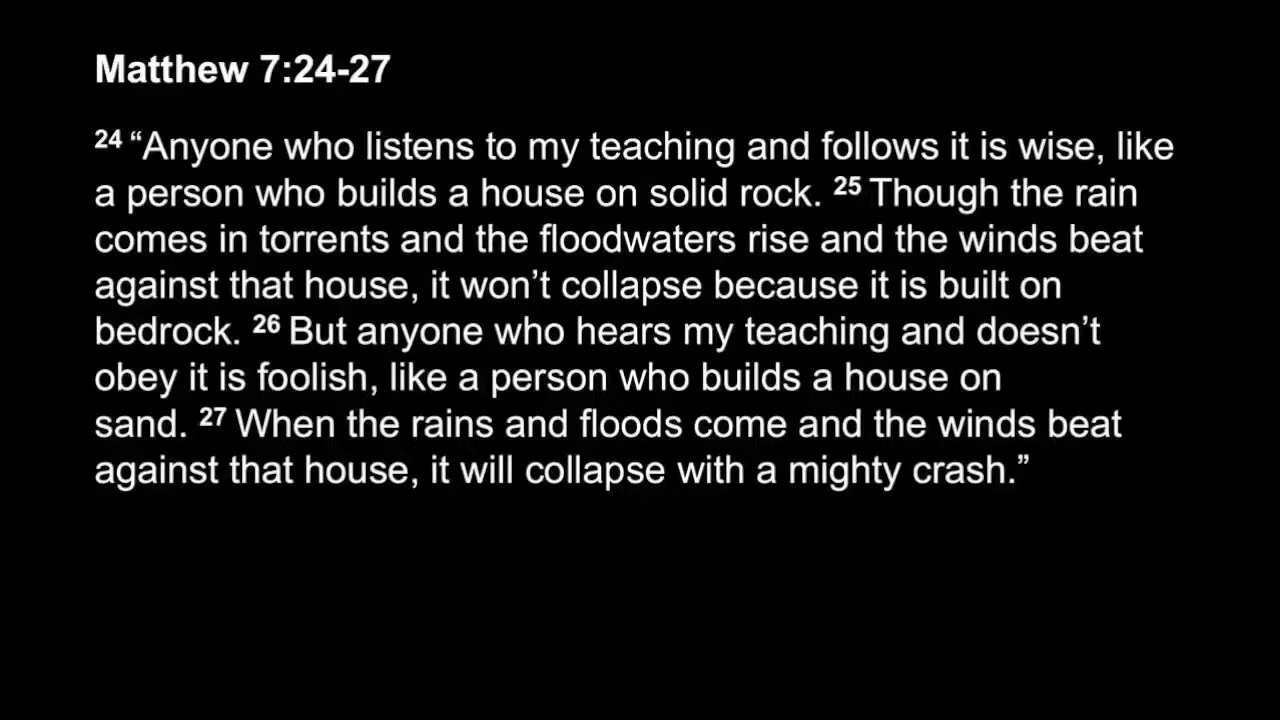 Matthew 7:24-27
24 “Anyone who listens to my teaching and follows it is wise, like
a person who builds a house on solid rock. 25 Though the rain
comes in torrents and the floodwaters rise and the winds beat
against that house, it won’t collapse because it is built on
bedrock. 26 But anyone who hears my teaching and doesn’t
obey it is foolish, like a person who builds a house on
sand. 27 When the rains and floods come and the winds beat
against that house, it will collapse with a mighty crash.”